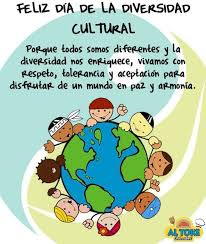 FELIZ DÍA DE LA DIVERSIDAD
CULTURAL
Porque todos somos diferentes y la
diversidad nos enriquece, vivamos con
respeto, tolerancia y aceptación para
disfrutar de un mundo en paz y armonía.
AL TOKE